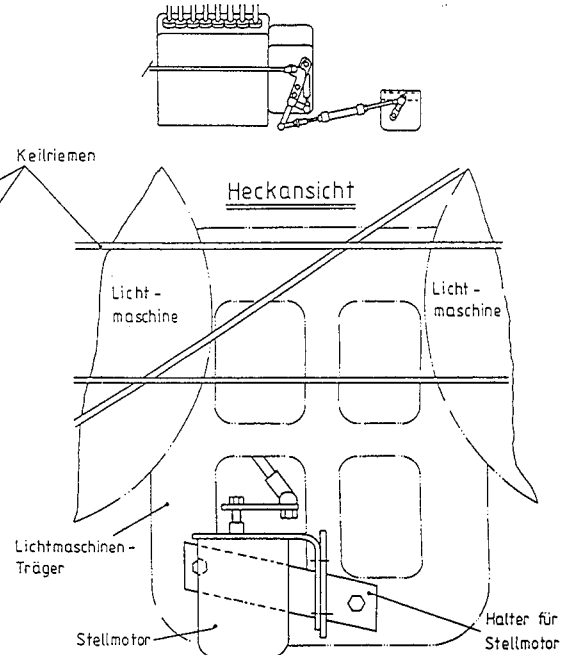 Keilriemen
Heckansicht
Licht-
maschine
Licht-
maschine
Lichtmaschinen-
Träger
Stellmotor
Halter für
Stellmotor